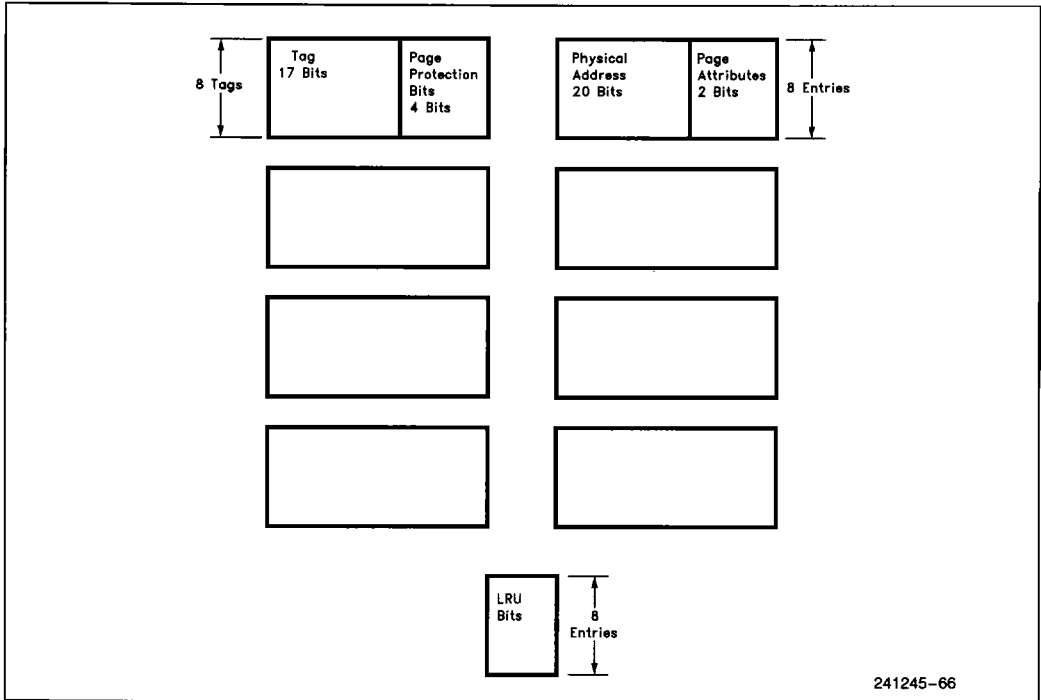 Tag
17 Bits
Page
Protection
Bits
4 Bits
8 Tags
Physical
Address
20 Bits
Page
Attributes
2 Bits
8 Entries
LRU
Bits
8
Entries
241245-66